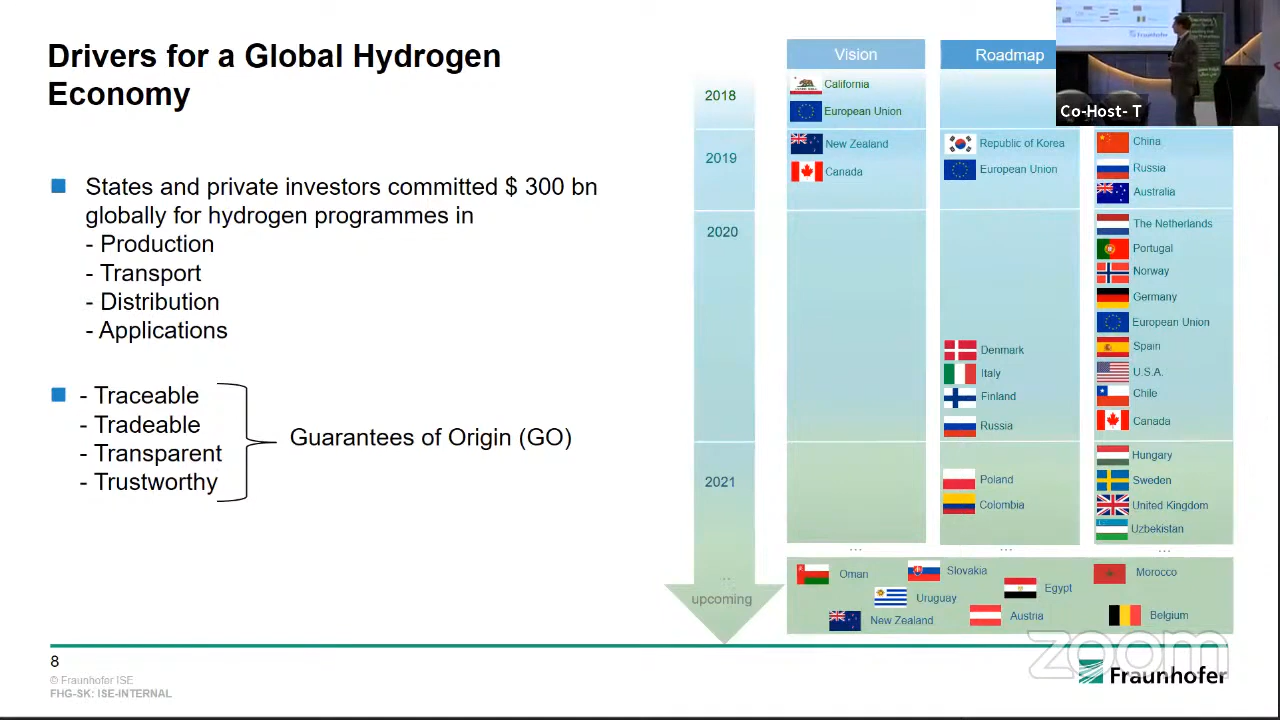 Drivers for a Global Hydrogen
Economy
States and private investors committed $ 300 bn
globally for hydrogen programmes in
- Production
- Transport
- Distribution
- Applications
- Traceable
- Tradeable
- Transparent
- Trustworthy
Guarantees of Origin (GO)
Vision
Roadmap
2018
California
European Union
2019
New Zealand
Canada
Republic of Korea
European Union
China
Russia
Australia
2020
Denmark
Italy
Finland
Russia
The Netherlands
Portugal
Norway
Germany
European Union
Spain
U.S.A.
Chile
Canada
2021
Poland
Colombia
Hungary
Sweden
United Kingdom
Uzbekistan
...
...
...
...
upcoming
Oman
Slovakia
Egypt
Morocco
Uruguay
New Zealand
Austria
Belgium
Co-Host- T
Fraunhofer
zoom
Fraunhofer
8
© Fraunhofer ISE
FHG-SK: ISE-INTERNAL